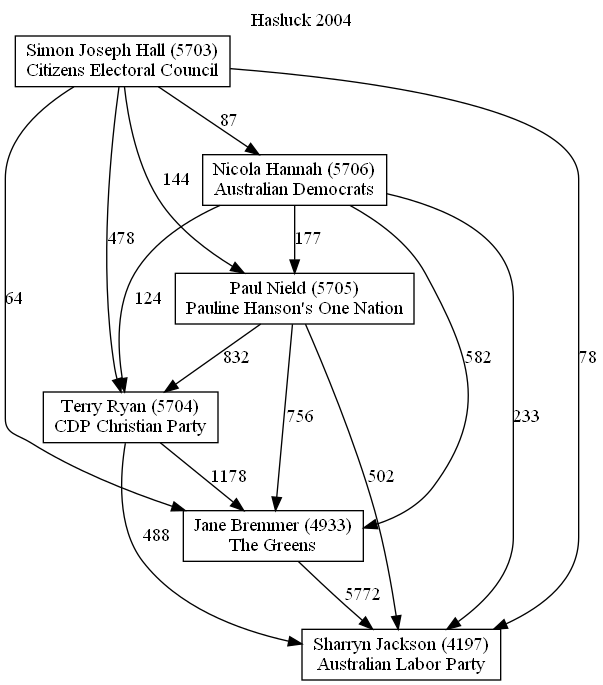 Hasluck 2004
Simon Joseph Hall (5703)
Citizens Electoral Council
87
Nicola Hannah (5706)
Australian Democrats
144
478
177
124
Paul Nield (5705)
Pauline Hanson's One Nation
64
582
78
832
Terry Ryan (5704)
CDP Christian Party
756
233
1178
502
Jane Bremmer (4933)
The Greens
488
5772
Sharryn Jackson (4197)
Australian Labor Party